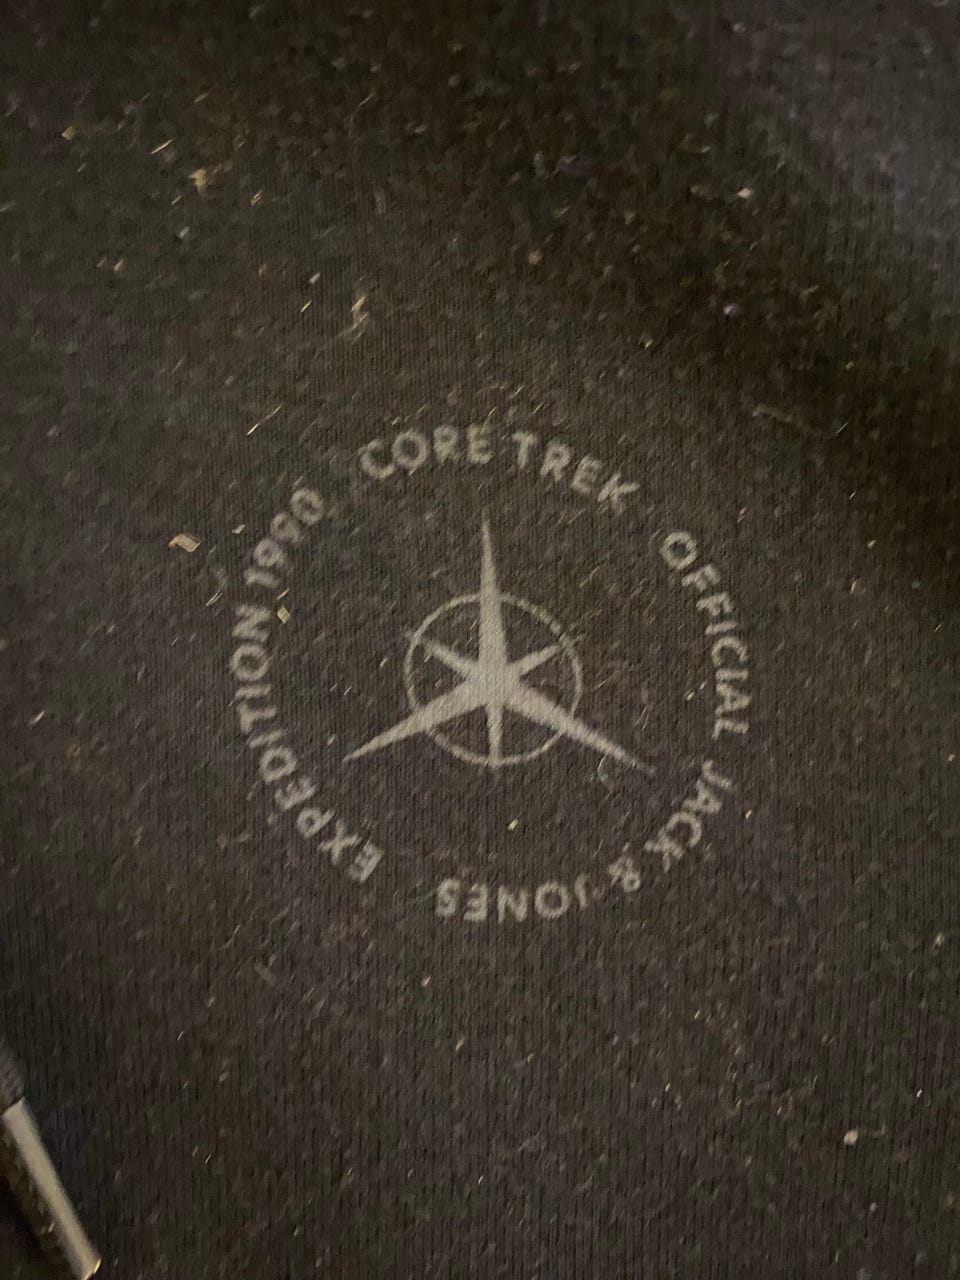 CORE TREK
OFFICIAL
JACK & JONES
EXPEDITION 1990